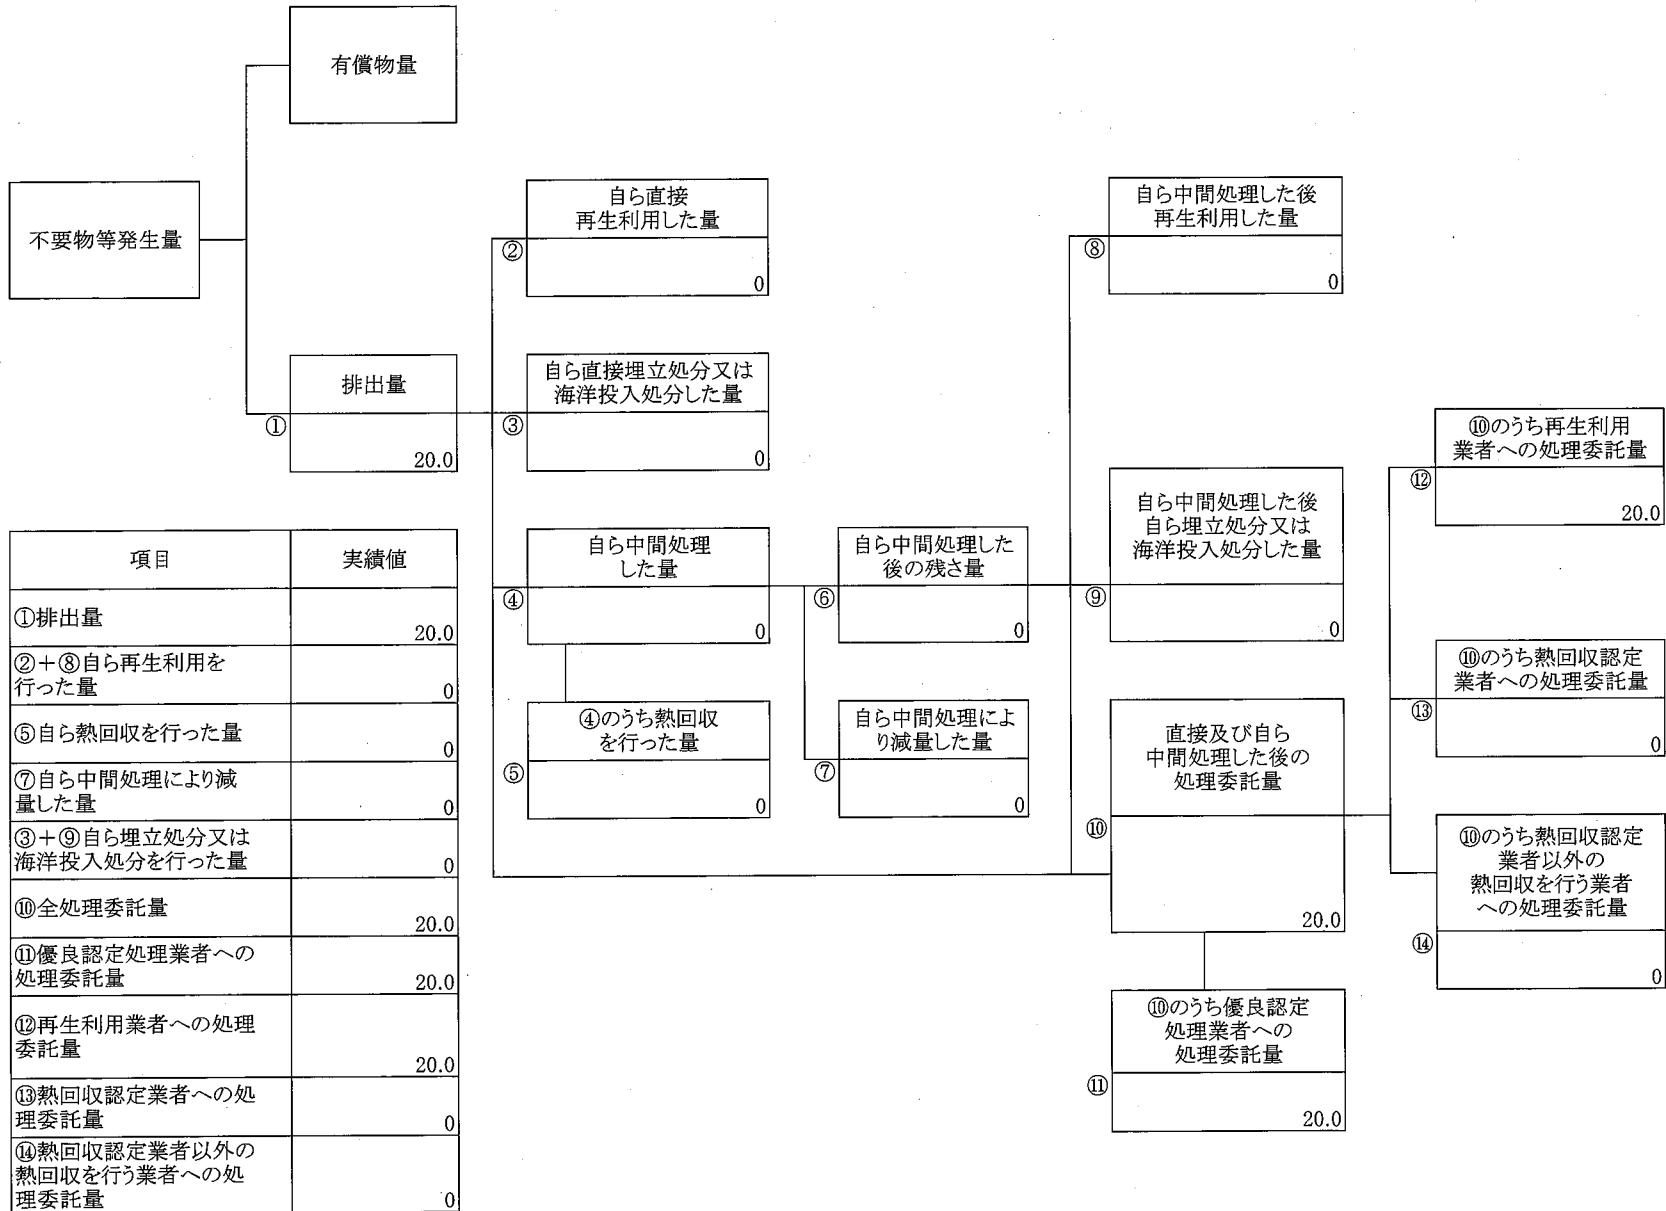 有償物量
不要物等発生量
排出量
①
20.0
自ら直接
再生利用した量
②
0
自ら直接埋立処分又は
海洋投入処分した量
③
0
自ら中間処理
した量
④
0
④のうち熱回収
を行った量
⑤
0
自ら中間処理した
後の残さ量
⑥
0
自ら中間処理によ
り減量した量
⑦
0
自ら中間処理した後
再生利用した量
⑧
0
自ら中間処理した後
自ら埋立処分又は
海洋投入処分した量
⑨
0
直接及び自ら
中間処理した後の
処理委託量
⑩
20.0
⑩のうち優良認定
処理業者への
処理委託量
⑪
20.0
⑩のうち再生利用
業者への処理委託量
⑫
20.0
⑩のうち熱回収認定
業者への処理委託量
⑬
0
⑩のうち熱回収認定
業者以外の
熱回収を行う業者
への処理委託量
⑭
0
項目 実績値
①排出量
20.0
②+⑧自ら再生利用を
行った量
0
⑤自ら熱回収を行った量
0
⑦自ら中間処理により減
量した量
0
③+⑨自ら埋立処分又は
海洋投入処分を行った量
0
⑩全処理委託量
20.0
⑪優良認定処理業者への
処理委託量
20.0
⑫再生利用業者への処理
委託量
20.0
⑬熱回収認定業者への処
理委託量
0
⑭熱回収認定業者以外の
熱回収を行う業者への処
理委託量
0